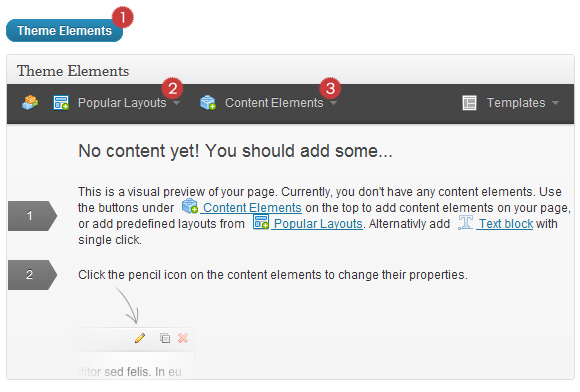 Theme Elements 1
Theme Elements
2 3
Popular Layouts Content Elements Templates
No content yet! You should add some...
This is a visual preview of your page. Currently, you don't have any content elements. Use
1 the buttons under Content Elements on the top to add content elements on your page,
or add predefined layouts from Popular Layouts. Alternativly add Text block with
single click.
2 Click the pencil icon on the content elements to change their properties.
sed felis. In eu